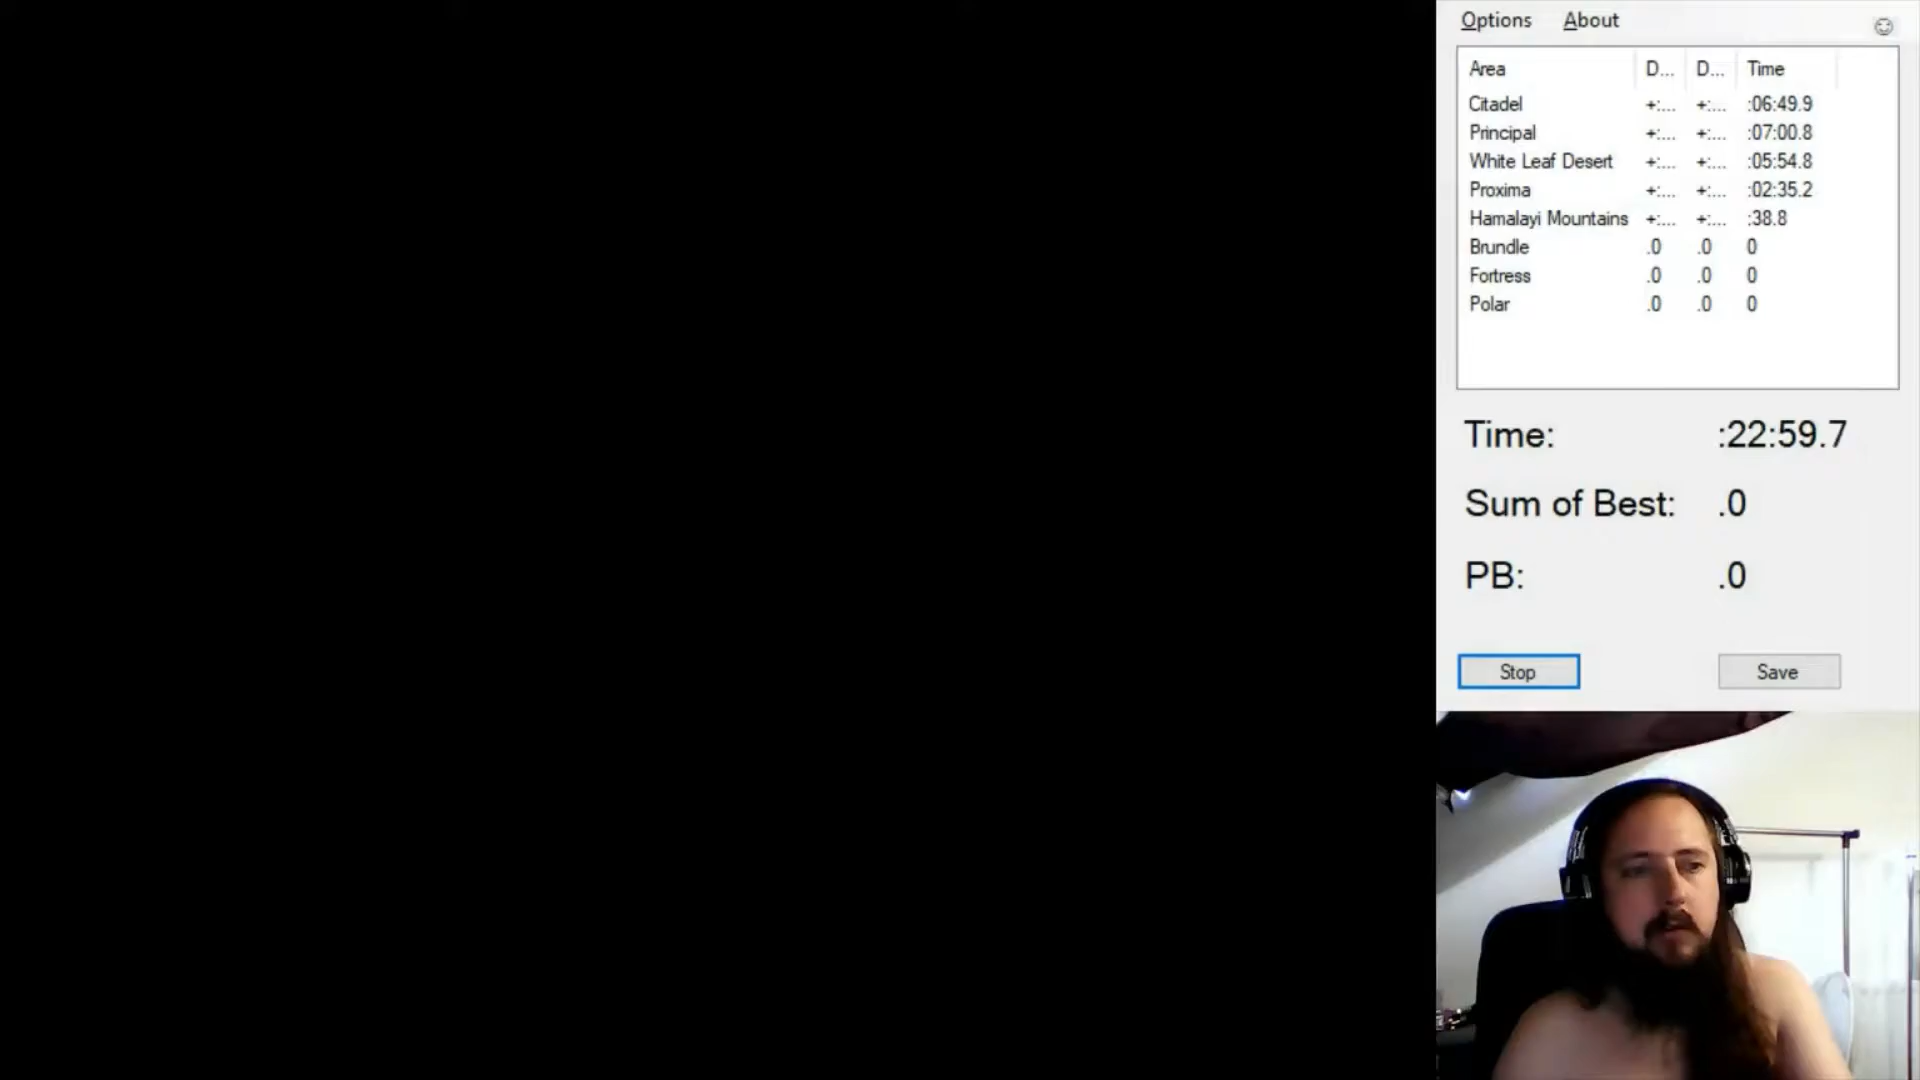 Options About
Area D... D... Time
Citadel +:... +:... :06:49.9
Principal +:... +:... :07:00.8
White Leaf Desert +:... +:... :05:54.8
Proxima +:... +:... :02:35.2
Hamalayi Mountains +:... +:... :38.8
Brundle .0 .0 0
Fortress .0 .0 0
Polar .0 .0 0
Time: :22:59.7
Sum of Best: .0
PB: .0
Stop Save